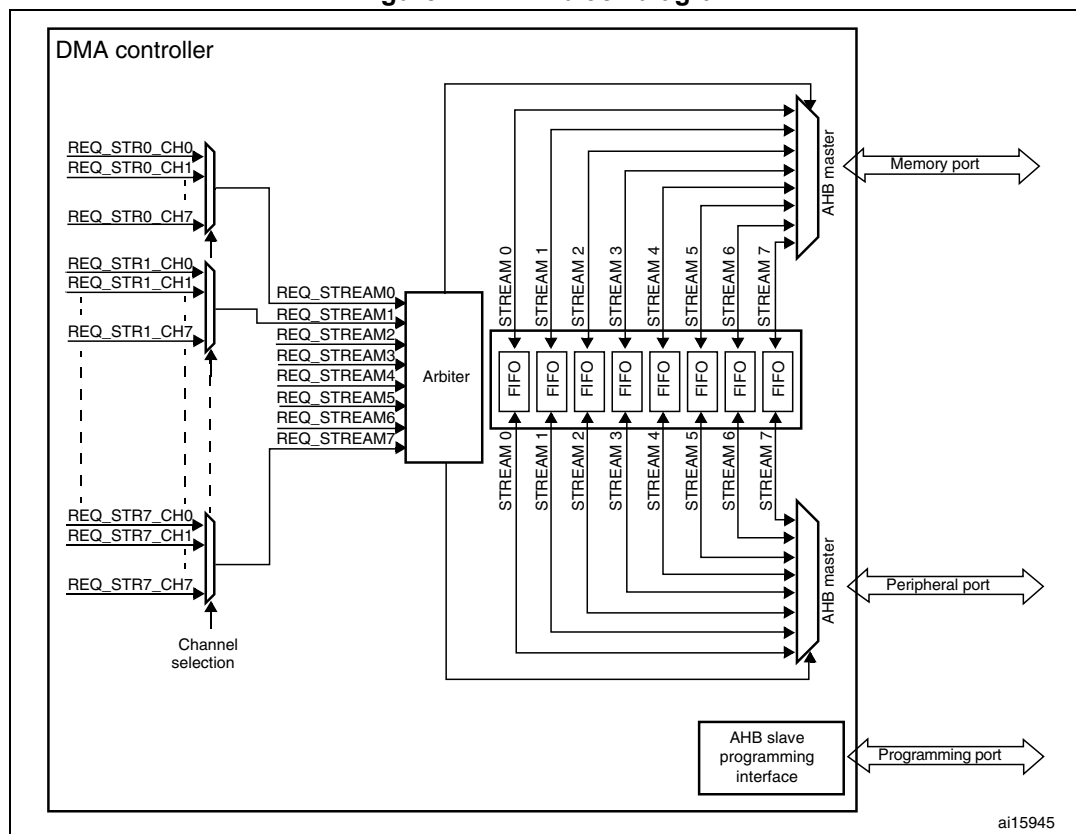 DMA controller
REQ_STR0_CH0
REQ_STR0_CH1
REQ_STR0_CH7
REQ_STR1_CH0
REQ_STR1_CH1
REQ_STR1_CH7
REQ_STR7_CH0
REQ_STR7_CH1
REQ_STR7_CH7
Channel
selection
REQ_STREAM0
REQ_STREAM1
REQ_STREAM2
REQ_STREAM3
REQ_STREAM4
REQ_STREAM5
REQ_STREAM6
REQ_STREAM7
Arbiter
STREAM 0
STREAM 1
STREAM 2
STREAM 3
STREAM 4
STREAM 5
STREAM 6
STREAM 7
FIFO
FIFO
FIFO
FIFO
FIFO
FIFO
FIFO
FIFO
STREAM 0
STREAM 1
STREAM 2
STREAM 3
STREAM 4
STREAM 5
STREAM 6
STREAM 7
AHB master
Memory port
AHB master
Peripheral port
AHB slave
programming
interface
Programming port
ai15945